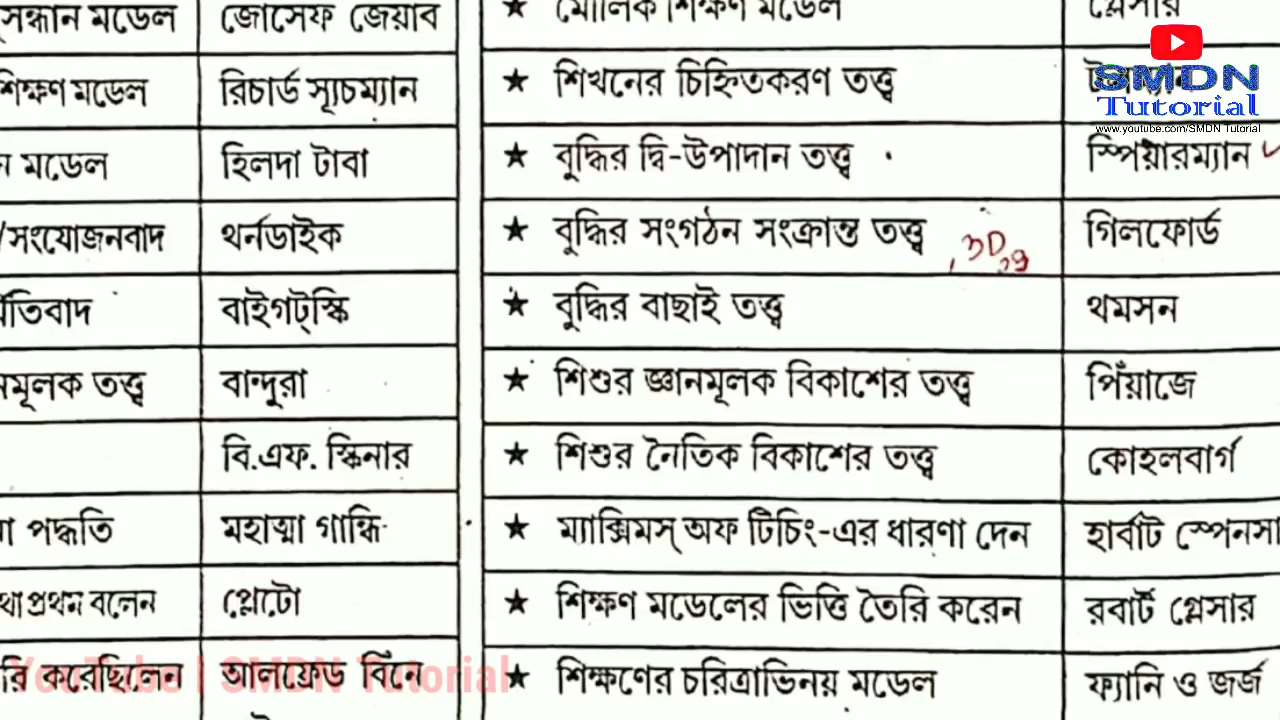 সন্ধান মডেল জোসেফ জেয়াব
শিক্ষণ মডেল রিচার্ড স্যূচম্যান
মডেল হিলদা টাবা
/সংযোজনবাদ থর্নডাইক
বাইগট্‌স্কি
মূলক তত্ত্ব বান্দুরা
বি.এফ. স্কিনার
পদ্ধতি মহাত্মা গান্ধি
প্রথম বলেন প্লেটো
করেছিলেন আলফ্রেড বিনে
★ মৌলিক শিক্ষণ মডেল গ্লেসার
★ শিখনের চিহ্নিতকরণ তত্ত্ব
★ বুদ্ধির দ্বি-উপাদান তত্ত্ব স্পিয়ারম্যান
★ বুদ্ধির সংগঠন সংক্রান্ত তত্ত্ব 3D গিলফোর্ড
★ বুদ্ধির বাছাই তত্ত্ব থমসন
★ শিশুর জ্ঞানমূলক বিকাশের তত্ত্ব পিঁয়াজে
★ শিশুর নৈতিক বিকাশের তত্ত্ব কোহলবার্গ
★ ম্যাক্সিমস্ অফ টিচিং-এর ধারণা দেন হার্বাট স্পেনসা
★ শিক্ষণ মডেলের ভিত্তি তৈরি করেন রবার্ট গ্লেসার
★ শিক্ষণের চরিত্রাভিনয় মডেল ফ্যানি ও জর্জ
SMDN
Tutorial
www.youtube.com/SMDN Tutorial
YouTube | SMDN Tutorial